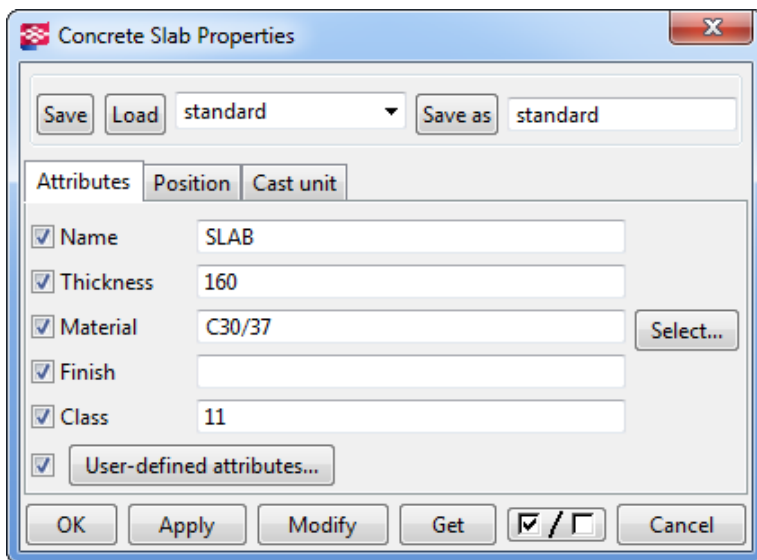 Concrete Slab Properties
Save Load standard Save as standard
Attributes Position Cast unit
Name SLAB
Thickness 160
Material C30/37 Select...
Finish
Class 11
User-defined attributes...
OK Apply Modify Get / Cancel